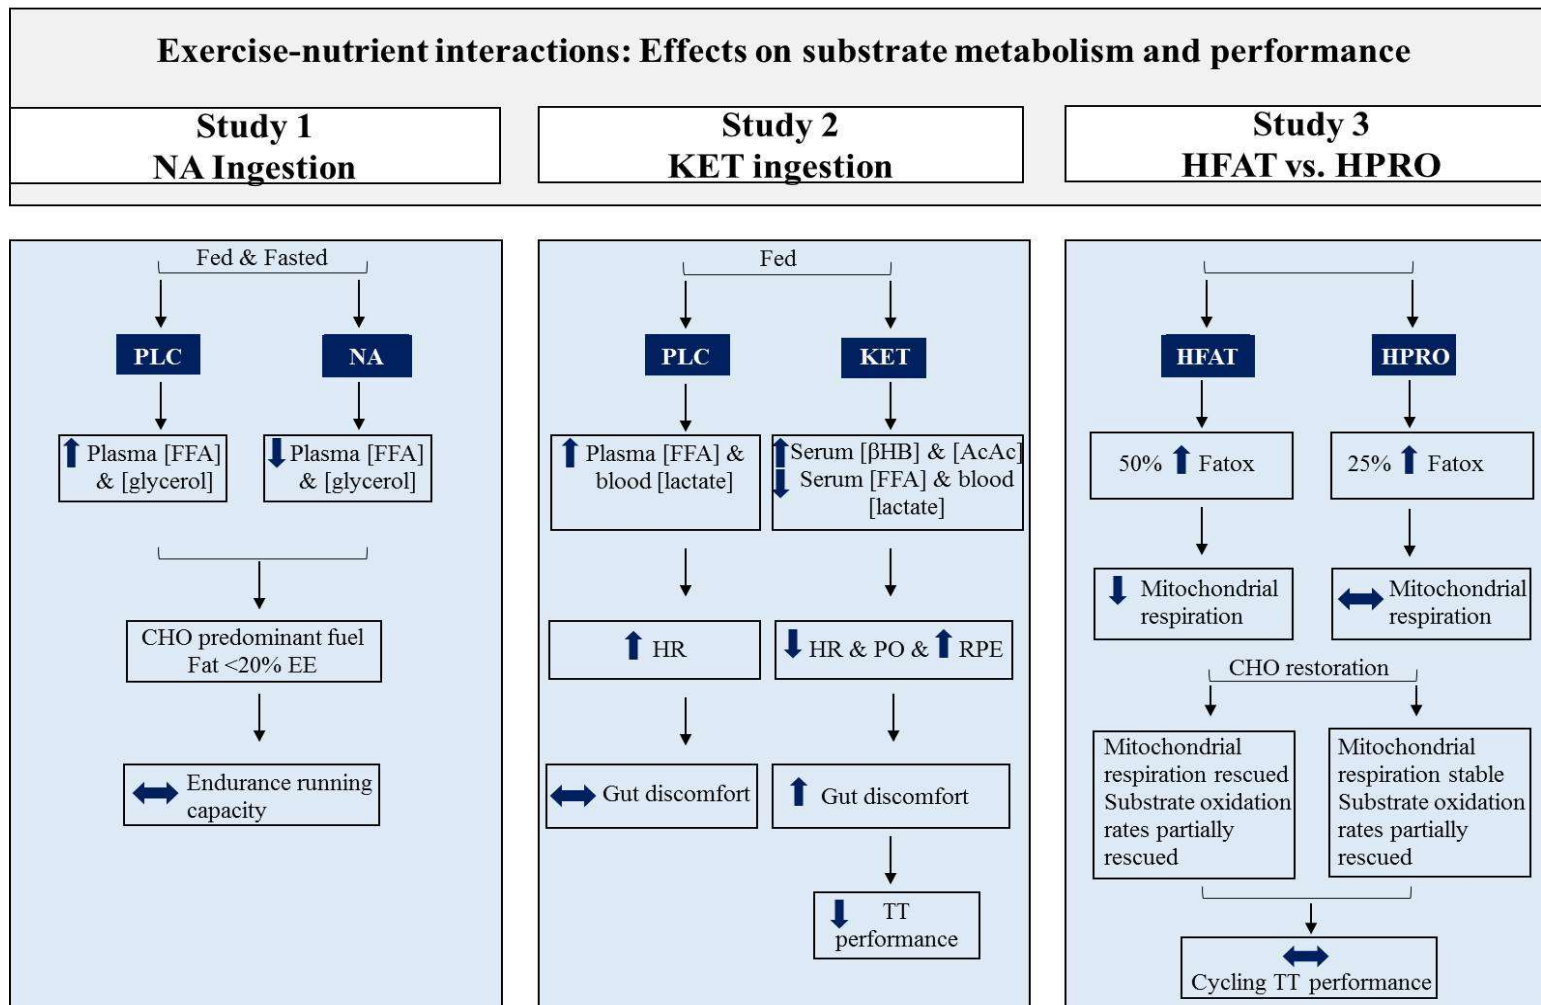 Exercise-nutrient interactions: Effects on substrate metabolism and performance
Study 1
NA Ingestion
Study 2
KET ingestion
Study 3
HFAT vs. HPRO
Fed & Fasted
PLC
NA
Plasma [FFA]
& [glycerol]
Plasma [FFA]
& [glycerol]
CHO predominant fuel
Fat <20% EE
Endurance running
capacity
Fed
PLC
KET
Plasma [FFA] &
blood [lactate]
Serum [βHB] & [AcAc]
Serum [FFA] & blood
[lactate]
HR
HR & PO & RPE
Gut discomfort
Gut discomfort
TT
performance
HFAT
HPRO
50% Fatox
25% Fatox
Mitochondrial
respiration
Mitochondrial
respiration
CHO restoration
Mitochondrial
respiration rescued
Substrate oxidation
rates partially
rescued
Mitochondrial
respiration stable
Substrate oxidation
rates partially
rescued
Cycling TT performance